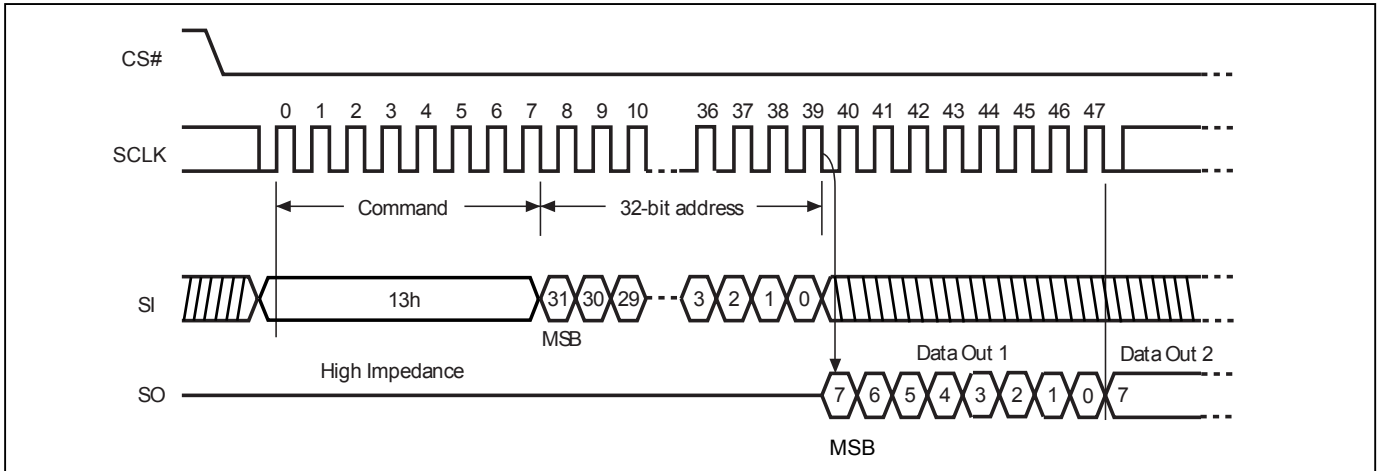 CS#
0 1 2 3 4 5 6 7 8 9 10 36 37 38 39 40 41 42 43 44 45 46 47
SCLK
Command 32-bit address
SI 13h 31 30 29 3 2 1 0
MSB
Data Out 1 Data Out 2
High Impedance
SO 7 6 5 4 3 2 1 0 7
MSB